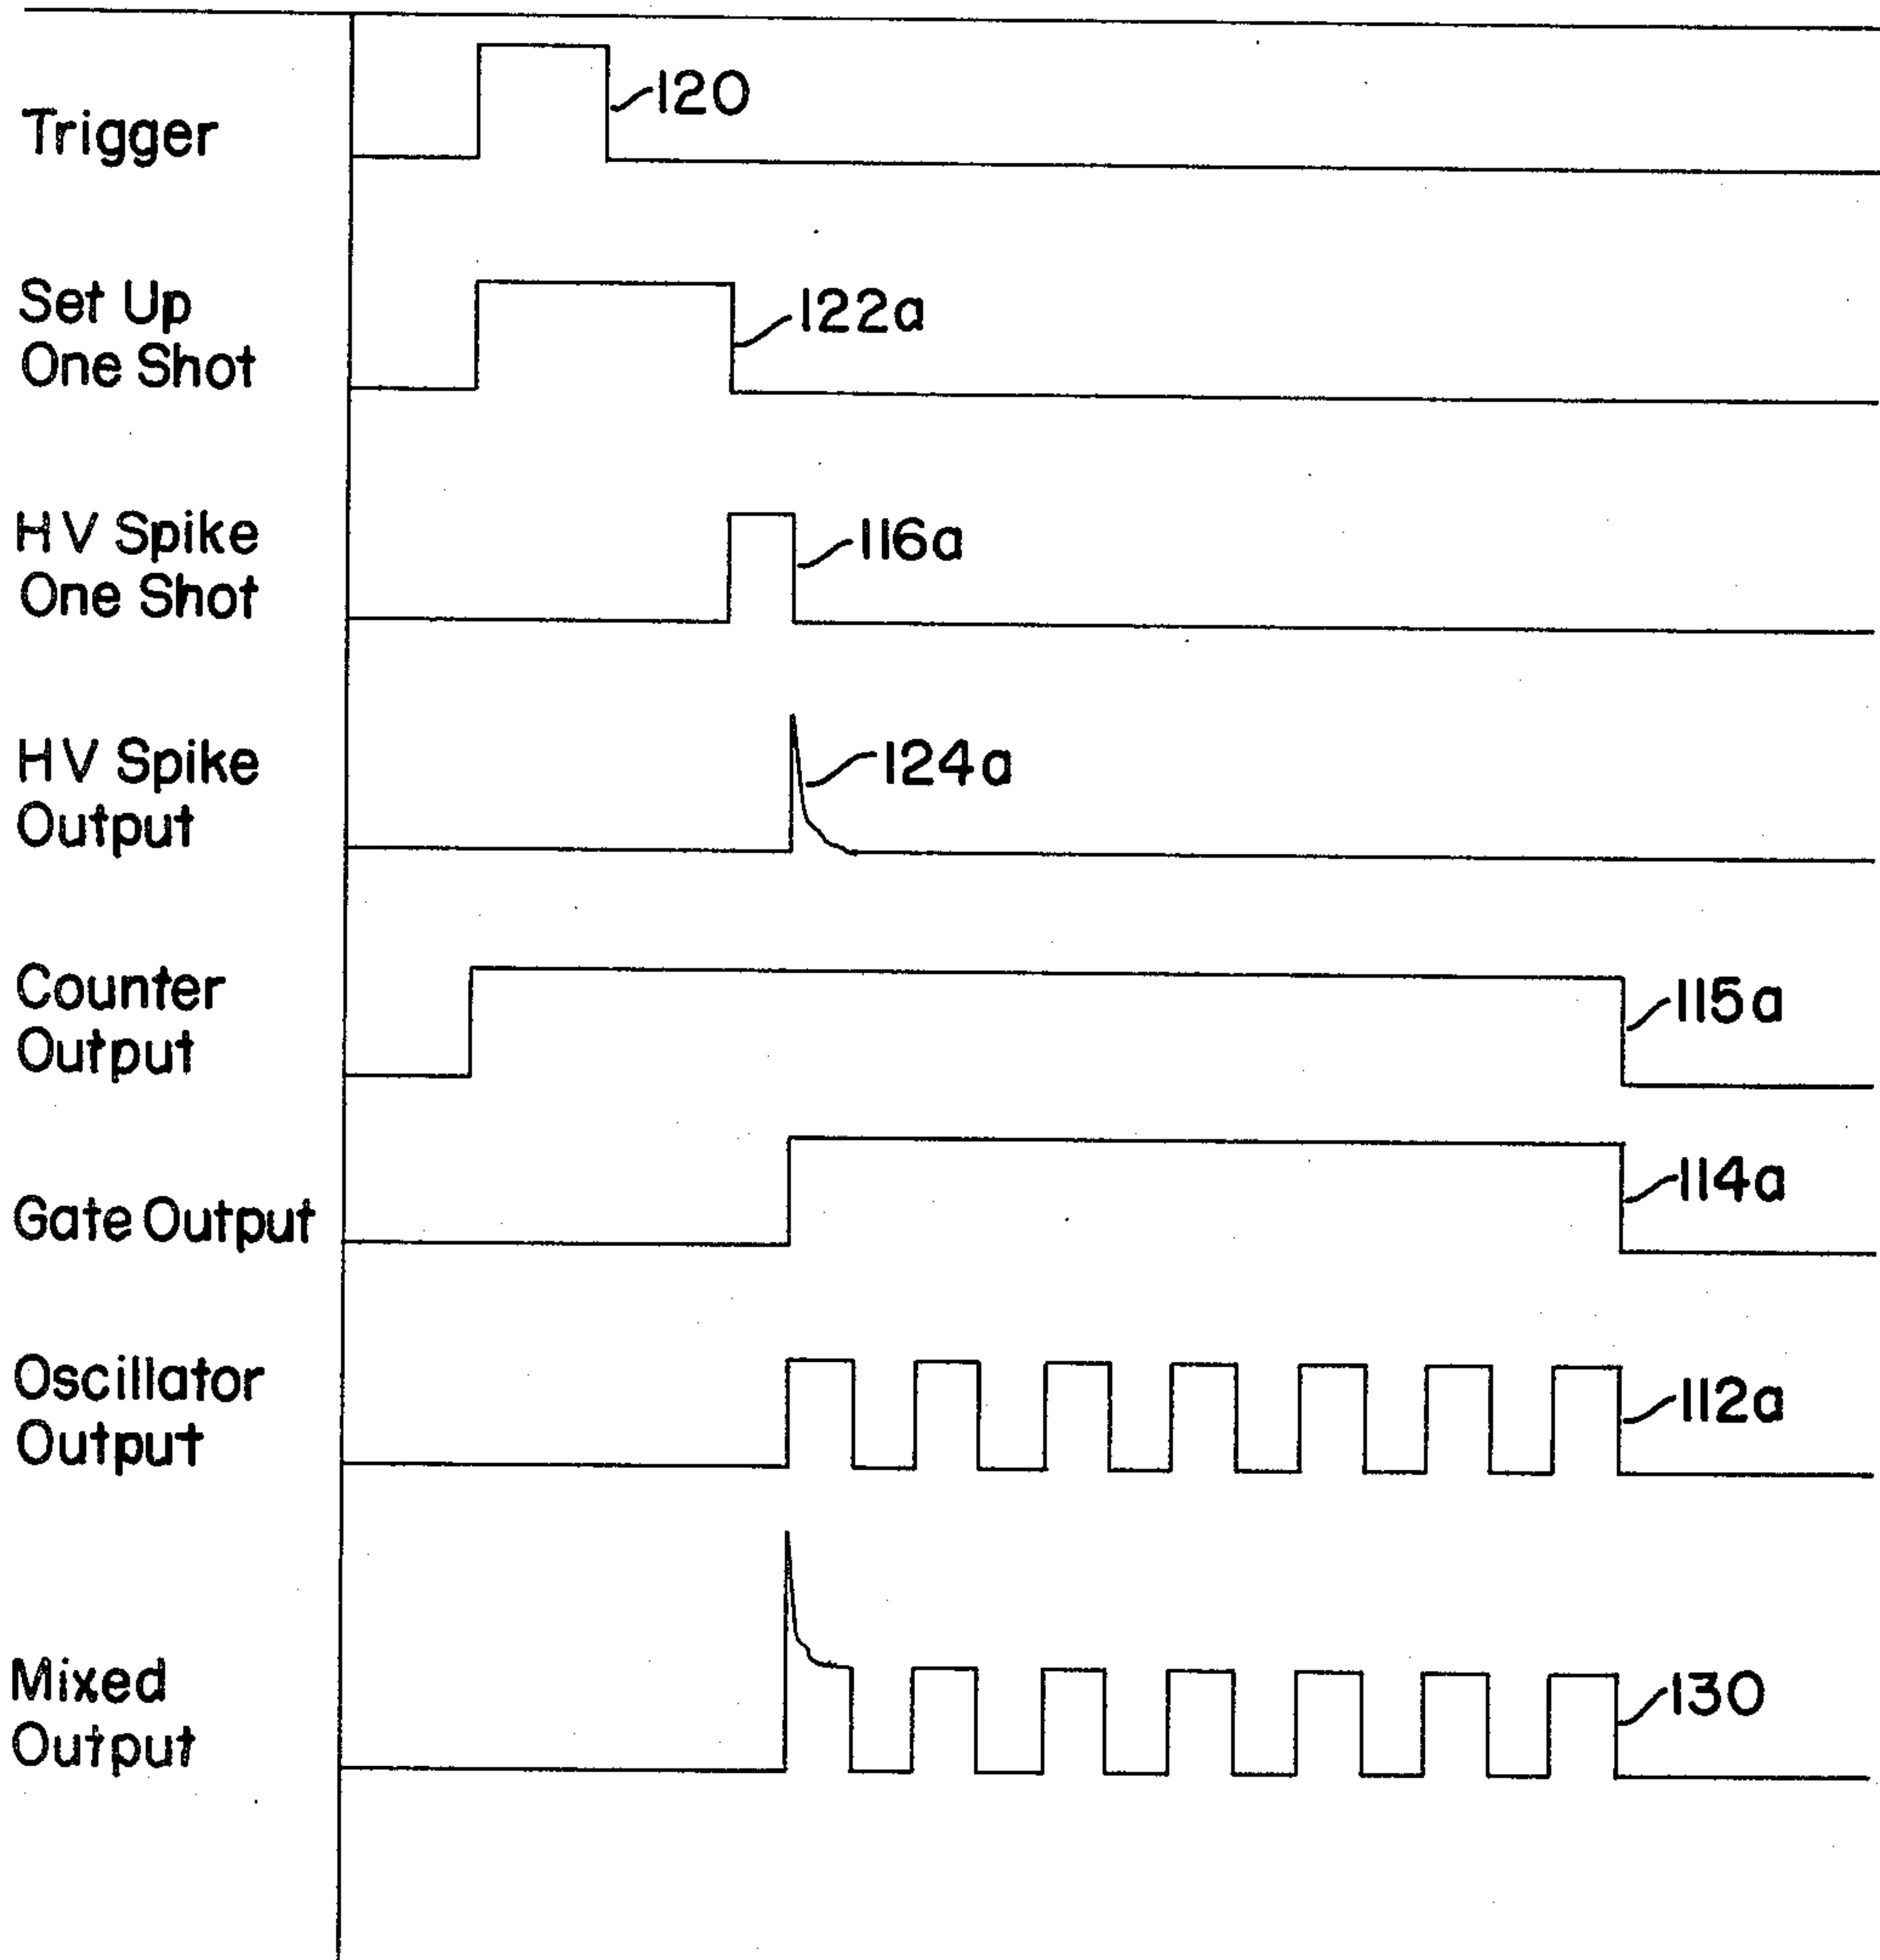 Trigger
120
Set Up
One Shot
122a
HV Spike
One Shot
116a
HV Spike
Output
124a
Counter
Output
115a
Gate Output
114a
Oscillator
Output
112a
Mixed
Output
130